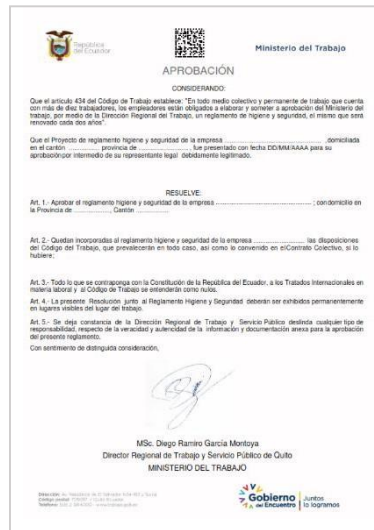 República
del Ecuador
Ministerio del Trabajo
APROBACIÓN
CONSIDERANDO:
Que el artículo 434 del Código de Trabajo establece: "En todo medio colectivo y permanente de trabajo que cuenta
con más de diez trabajadores, los empleadores están obligados a elaborar y someter a aprobación del Ministerio del
trabajo, por medio de la Dirección Regional del Trabajo, un reglamento de higiene y seguridad, el mismo que será
renovado cada dos años".
Que el Proyecto de reglamento higiene y seguridad de la empresa ................................ ,domiciliada
en el cantón ............ provincia de .................. , fue presentado con fecha DD/MM/AAAA para su
aprobación por intermedio de su representante legal debidamente legitimado.
RESUELVE:
Art. 1.- Aprobar el reglamento higiene y seguridad de la empresa ................................ ; con domicilio en
la Provincia de .............., Cantón ..............
Art. 2.- Quedan incorporadas al reglamento higiene y seguridad de la empresa .................. las disposiciones
del Código del Trabajo, que prevalecerán en todo caso, así como lo convenido en el Contrato Colectivo, si lo
hubiere;
Art. 3.- Todo lo que se contraponga con la Constitución de la República del Ecuador, a los Tratados Internacionales en
materia laboral y al Código de Trabajo se entenderán como nulos.
Art. 4.- La presente Resolución junto al Reglamento Higiene y Seguridad deberán ser exhibidos permanentemente
en lugares visibles del lugar del trabajo.
Art. 5.- Se deja constancia de la Dirección Regional de Trabajo y Servicio Público deslinda cualquier tipo de
responsabilidad, respecto de la veracidad y autencidad de la información y documentación anexo para la aprobación
del presente reglamento.
Con sentimiento de distinguida consideración,
MSc. Diego Ramiro García Montoya
Director Regional de Trabajo y Servicio Público de Quito
MINISTERIO DEL TRABAJO
Gobierno
del Encuentro
Juntos
lo logramos